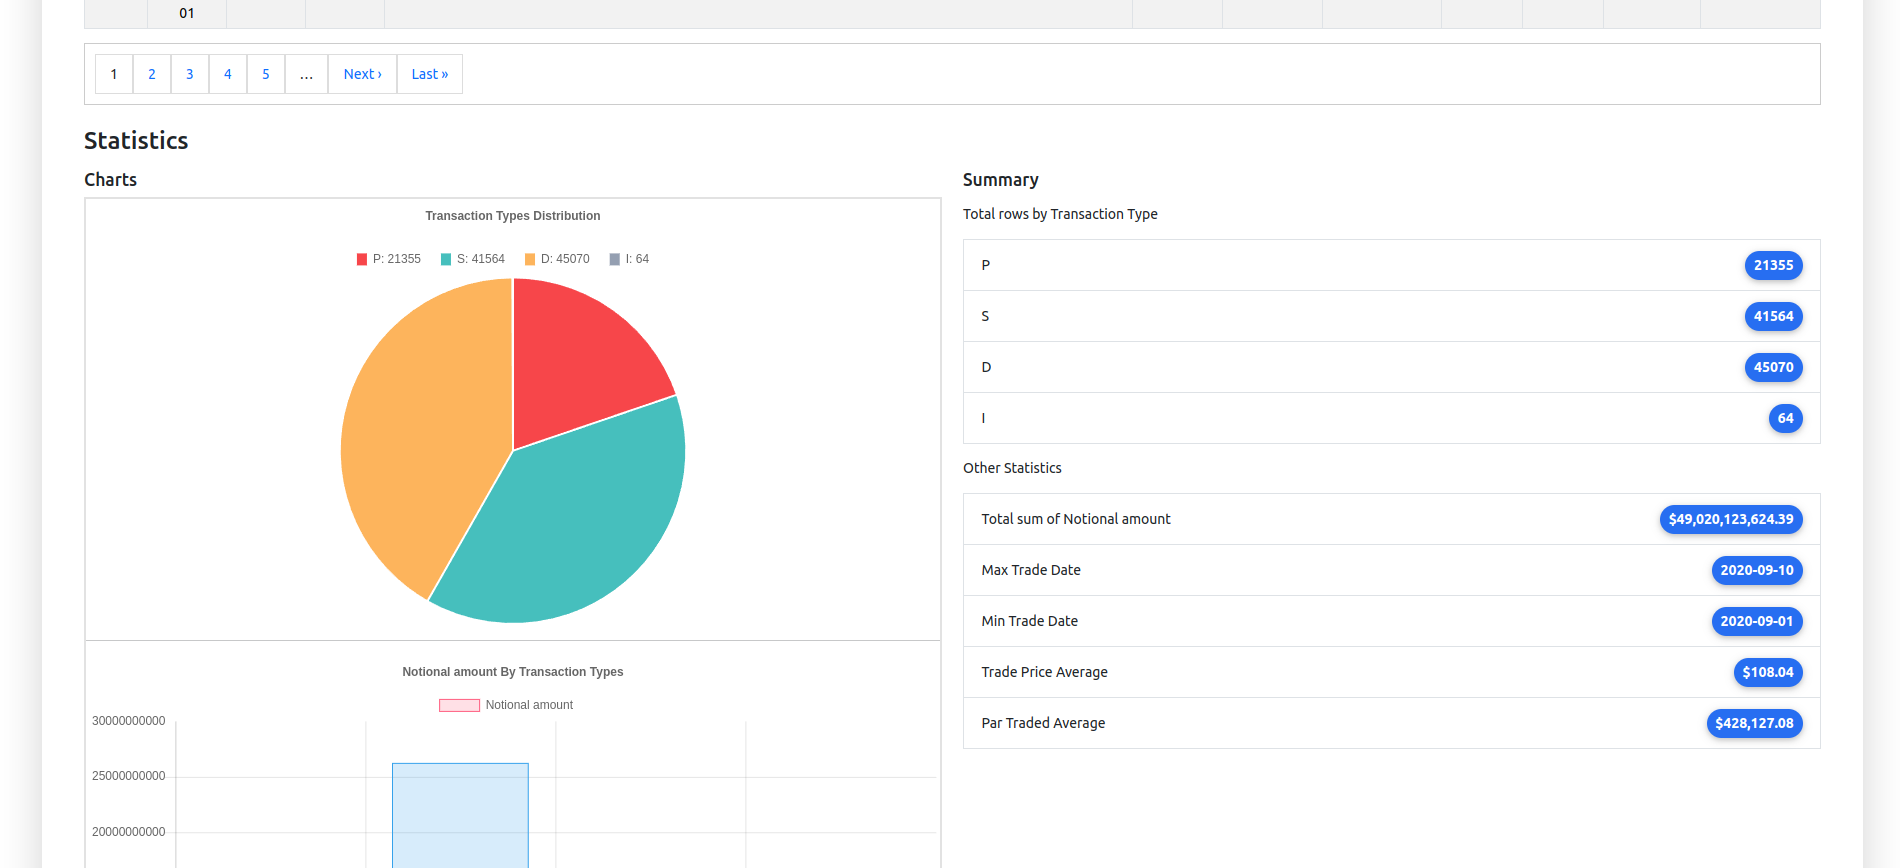 01
1 2 3 4 5 … Next › Last »
Statistics
Charts
Transaction Types Distribution
P: 21355 S: 41564 D: 45070 I: 64
Notional amount By Transaction Types
Notional amount
30000000000
25000000000
20000000000
Summary
Total rows by Transaction Type
P 21355
S 41564
D 45070
I 64
Other Statistics
Total sum of Notional amount $49,020,123,624.39
Max Trade Date 2020-09-10
Min Trade Date 2020-09-01
Trade Price Average $108.04
Par Traded Average $428,127.08